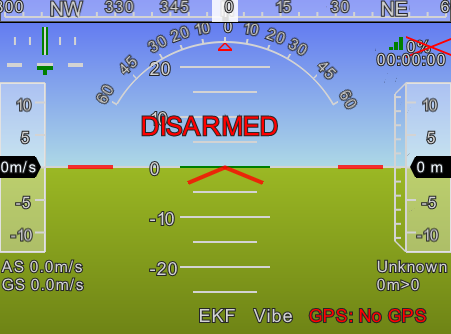 300 NW 330 345 0 15 30 NE 60
60 45 30 20 10 0 10 20 30 45 60
0%
00:00:00
20
10
DISARMED
0
-10
-20
10
5
0m/s
-5
-10
10
5
0 m
-5
-10
AS 0.0m/s
GS 0.0m/s
Unknown
0m>0
EKF Vibe GPS: No GPS